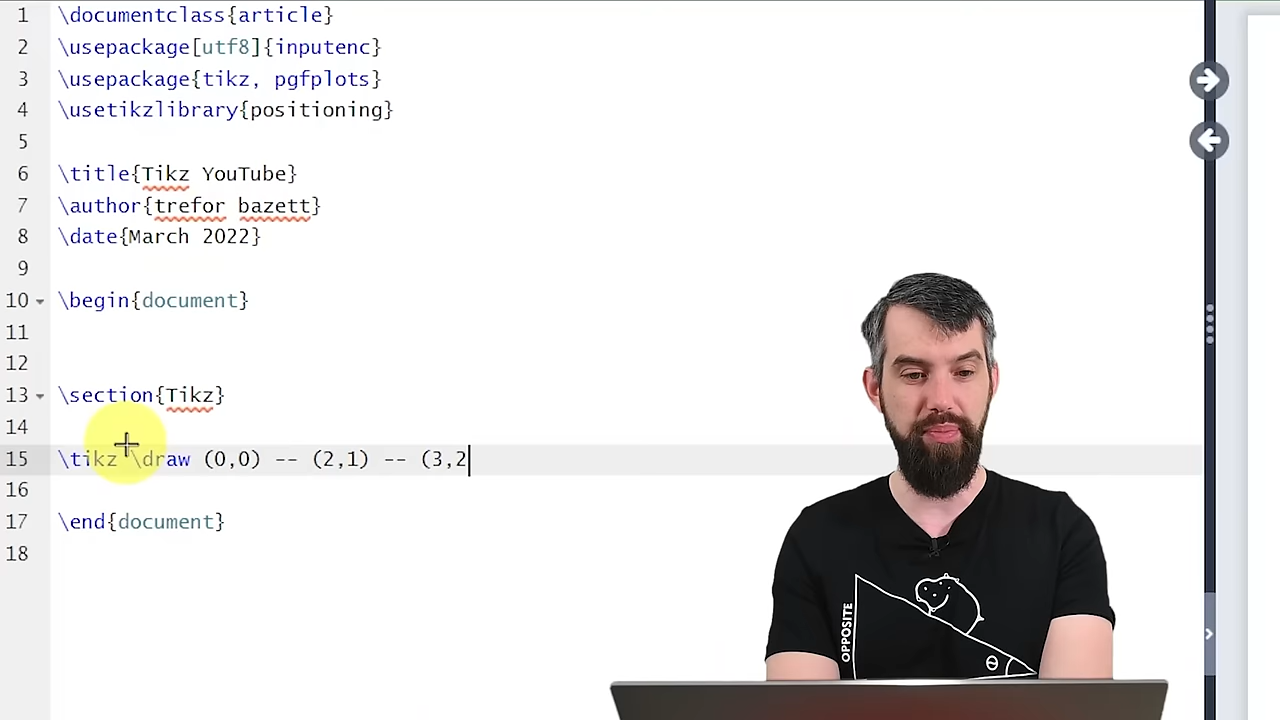 1 \documentclass{article}
2 \usepackage[utf8]{inputenc}
3 \usepackage{tikz, pgfplots}
4 \usetikzlibrary{positioning}
5
6 \title{Tikz YouTube}
7 \author{trefor bazett}
8 \date{March 2022}
9
10 \begin{document}
11
12
13 \section{Tikz}
14
15 \tikz \draw (0,0) -- (2,1) -- (3,2
16
17 \end{document}
18
OPPOSITE
θ